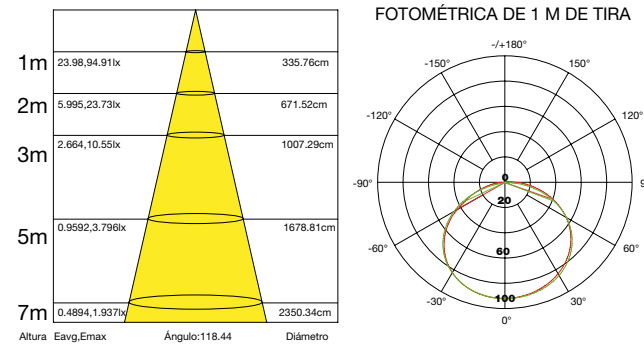 FOTOMÉTRICA DE 1 M DE TIRA
1m 23.98,94.91lx 335.76cm
2m 5.995,23.73lx 671.52cm
3m 2.664,10.55lx 1007.29cm
5m 0.9592,3.796lx 1678.81cm
7m 0.4894,1.937lx 2350.34cm
Altura Eavg,Emax Ángulo:118.44 Diámetro
-/+180°
-150° 150°
-120° 120°
-90° 0 9
20
-60° 60 60°
-30° 100 30°
0°